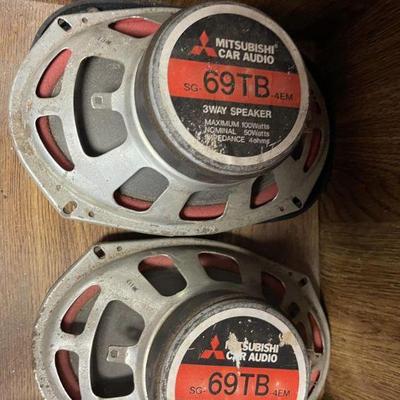 MITSUBISHI
CAR AUDIO
SG-69TB-4EM
3WAY SPEAKER
MAXIMUM 100Watts
NOMINAL 50Watts
IMPEDANCE 4ohms
MITSUBISHI
CAR AUDIO
SG-69TB-4EM